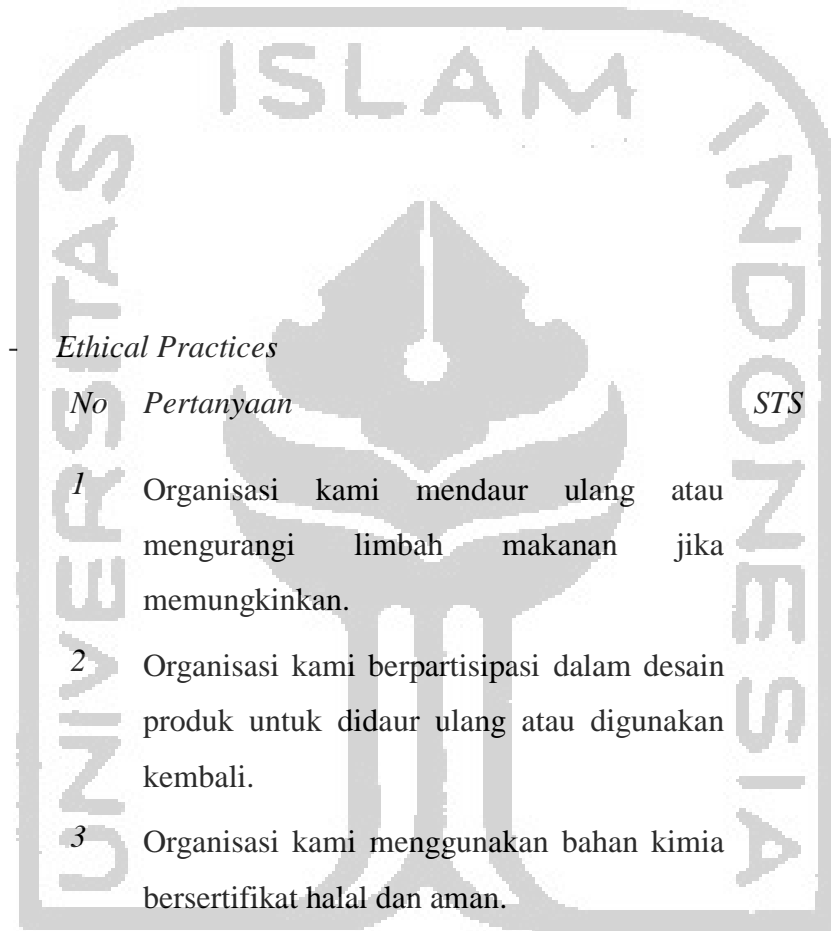 UNIVERSITAS
ISLAM
INDONESIA
- Ethical Practices
No Pertanyaan STS
1 Organisasi kami mendaur ulang atau
mengurangi limbah makanan jika
memungkinkan.
2 Organisasi kami berpartisipasi dalam desain
produk untuk didaur ulang atau digunakan
kembali.
3 Organisasi kami menggunakan bahan kimia
bersertifikat halal dan aman.